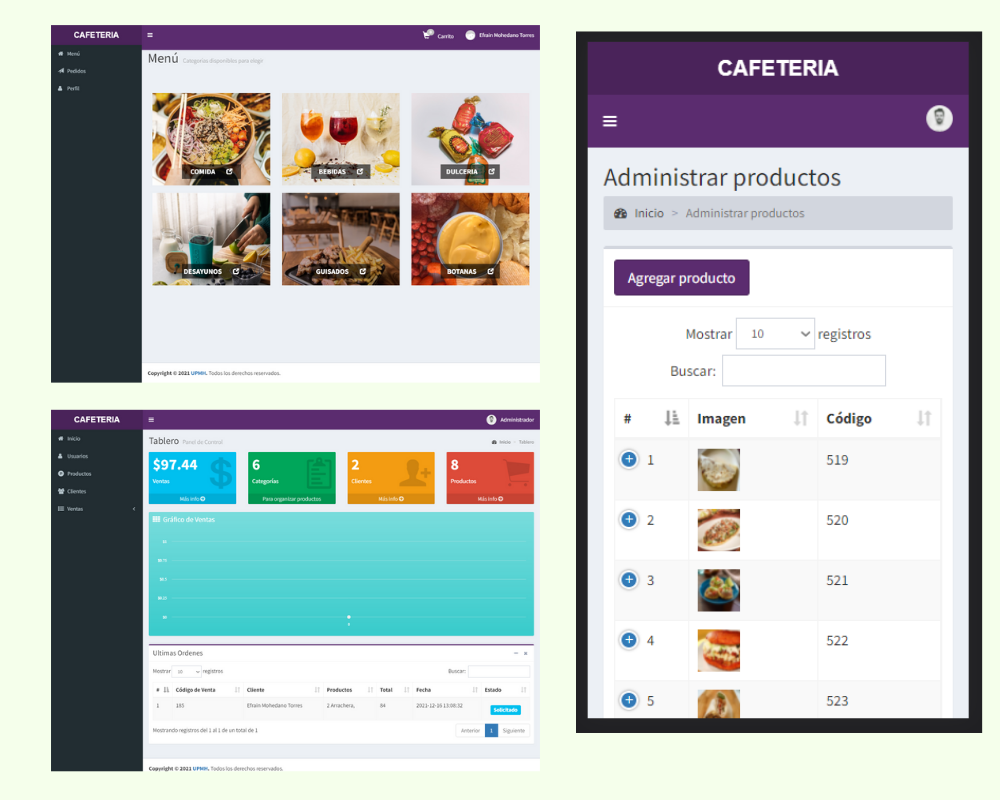 CAFETERIA
Carrito
Efraín Mohedano Torres
Menú
Pedidos
Perfil
Menú Categorias disponibles para elegir
COMIDA
BEBIDAS
DULCERIA
DESAYUNOS
GUISADOS
BOTANAS
Copyright © 2021 UPMH. Todos los derechos reservados.
CAFETERIA
Administrador
Inicio
Usuarios
Productos
Clientes
Ventas
Tablero Panel de Control
Inicio > Tablero
$97.44
Ventas
Más info
6
Categorías
Para organizar productos
2
Clientes
Más info
8
Productos
Más info
Gráfico de Ventas
Ultimas Ordenes
Mostrar 10 registros
Buscar:
# Código de Venta Cliente Productos Total Fecha Estado
1 155 Efraín Mohedano Torres 2 Arrachera, 84 2021-12-16 13:08:32 Solicitado
Mostrando registros del 1 al 1 de un total de 1
Anterior 1 Siguiente
Copyright © 2021 UPMH. Todos los derechos reservados.
CAFETERIA
Administrar productos
Inicio > Administrar productos
Agregar producto
Mostrar 10 registros
Buscar:
# Imagen Código
1 519
2 520
3 521
4 522
5 523